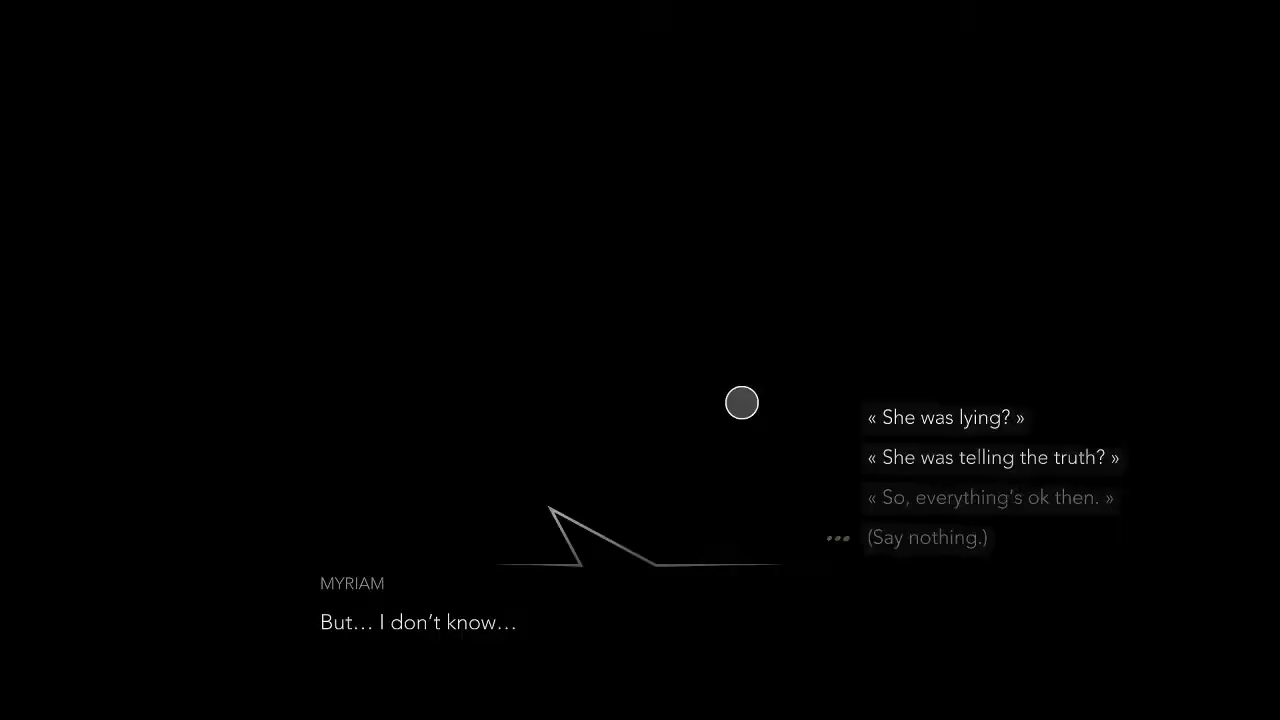 « She was lying? »
« She was telling the truth? »
« So, everything's ok then. »
(Say nothing.)
MYRIAM
But… I don’t know…